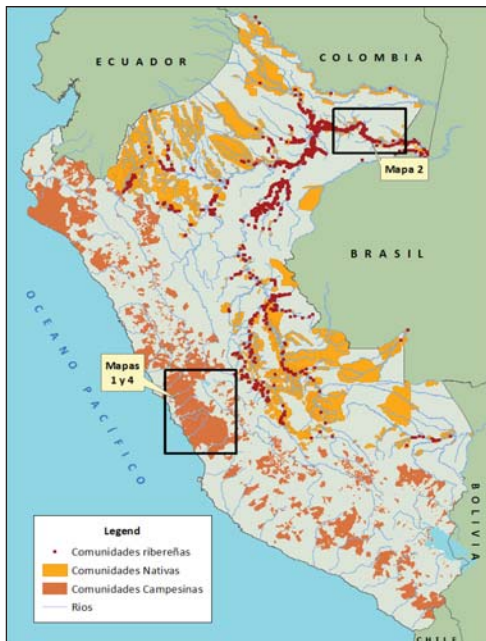 ECUADOR
COLOMBIA
Mapa 2
BRASIL
OCEANO PACÍFICO
Mapas
1 y 4
BOLIVIA
Legend
Comunidades ribereñas
Comunidades Nativas
Comunidades Campesinas
Rios
CHILE